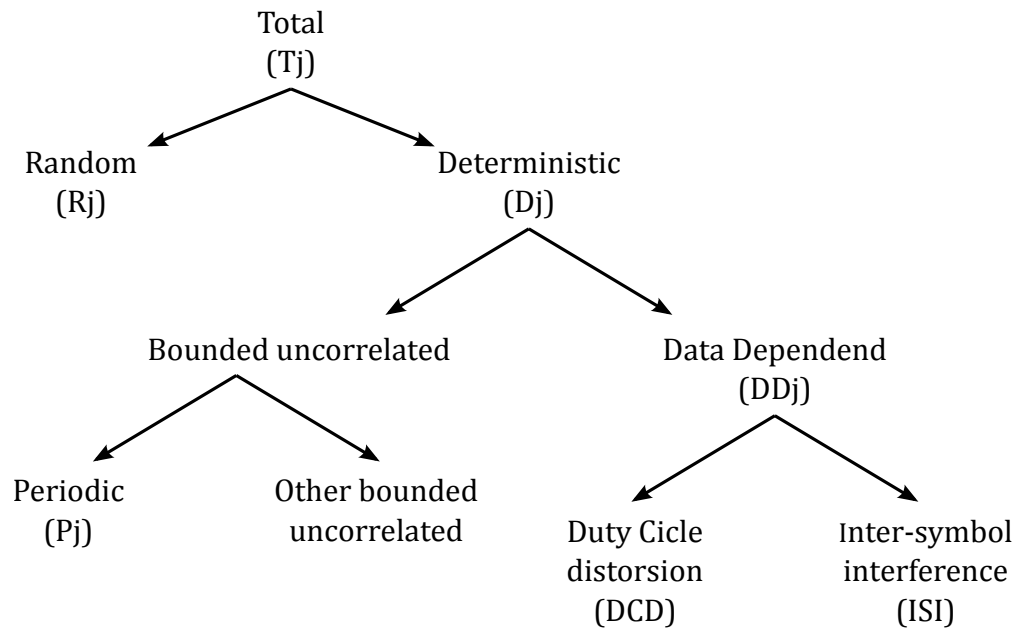 Total
(Tj)
Random
(Rj)
Deterministic
(Dj)
Bounded uncorrelated
Data Dependend
(DDj)
Periodic
(Pj)
Other bounded
uncorrelated
Duty Cicle
distorsion
(DCD)
Inter-symbol
interference
(ISI)